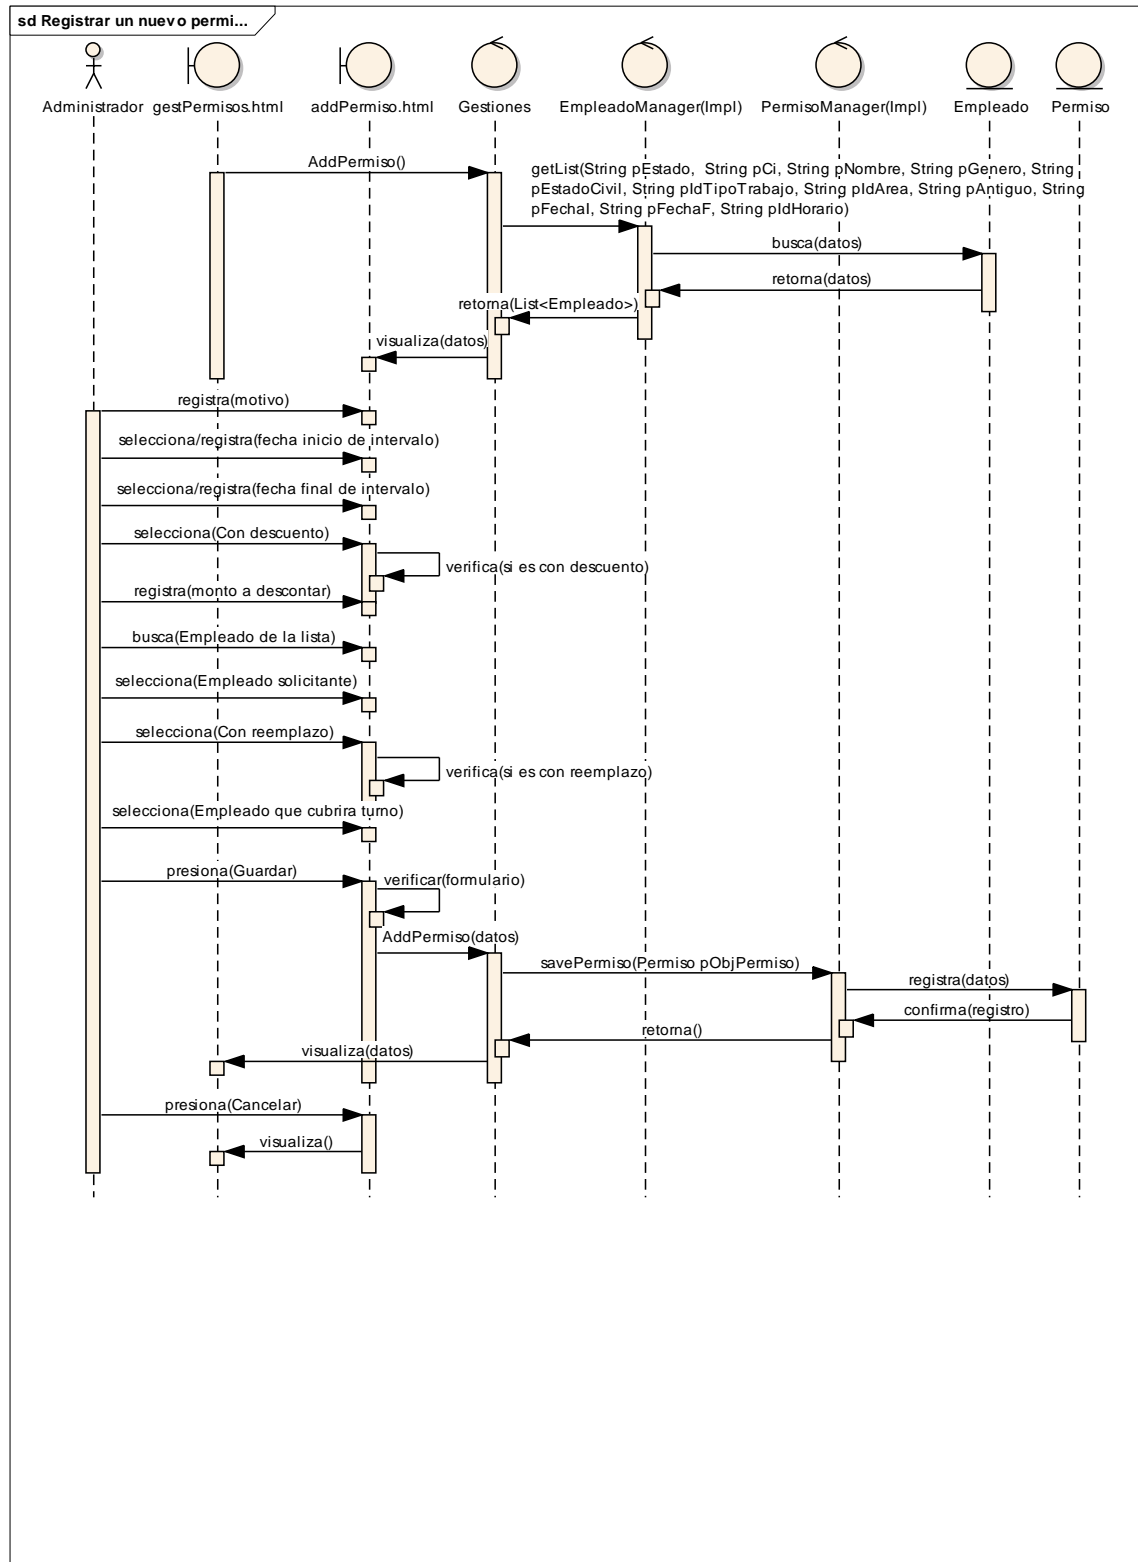 sd Registrar un nuevo permi...
Administrador
gestPermisos.html
addPermiso.html
Gestiones
EmpleadoManager(Impl)
PermisoManager(Impl)
Empleado
Permiso
AddPermiso()
getList(String pEstado, String pCi, String pNombre, String pGenero, String
pEstadoCivil, String pIdTipoTrabajo, String pIdArea, String pAntiguo, String
pFechaI, String pFechaF, String pIdHorario)
busca(datos)
retorna(datos)
retorna(List<Empleado>)
visualiza(datos)
registra(motivo)
selecciona/registra(fecha inicio de intervalo)
selecciona/registra(fecha final de intervalo)
selecciona(Con descuento)
verifica(si es con descuento)
registra(monto a descontar)
busca(Empleado de la lista)
selecciona(Empleado solicitante)
selecciona(Con reemplazo)
verifica(si es con reemplazo)
selecciona(Empleado que cubrira turno)
presiona(Guardar)
verificar(formulario)
AddPermiso(datos)
savePermiso(Permiso pObjPermiso)
registra(datos)
confirma(registro)
retorna()
visualiza(datos)
presiona(Cancelar)
visualiza()